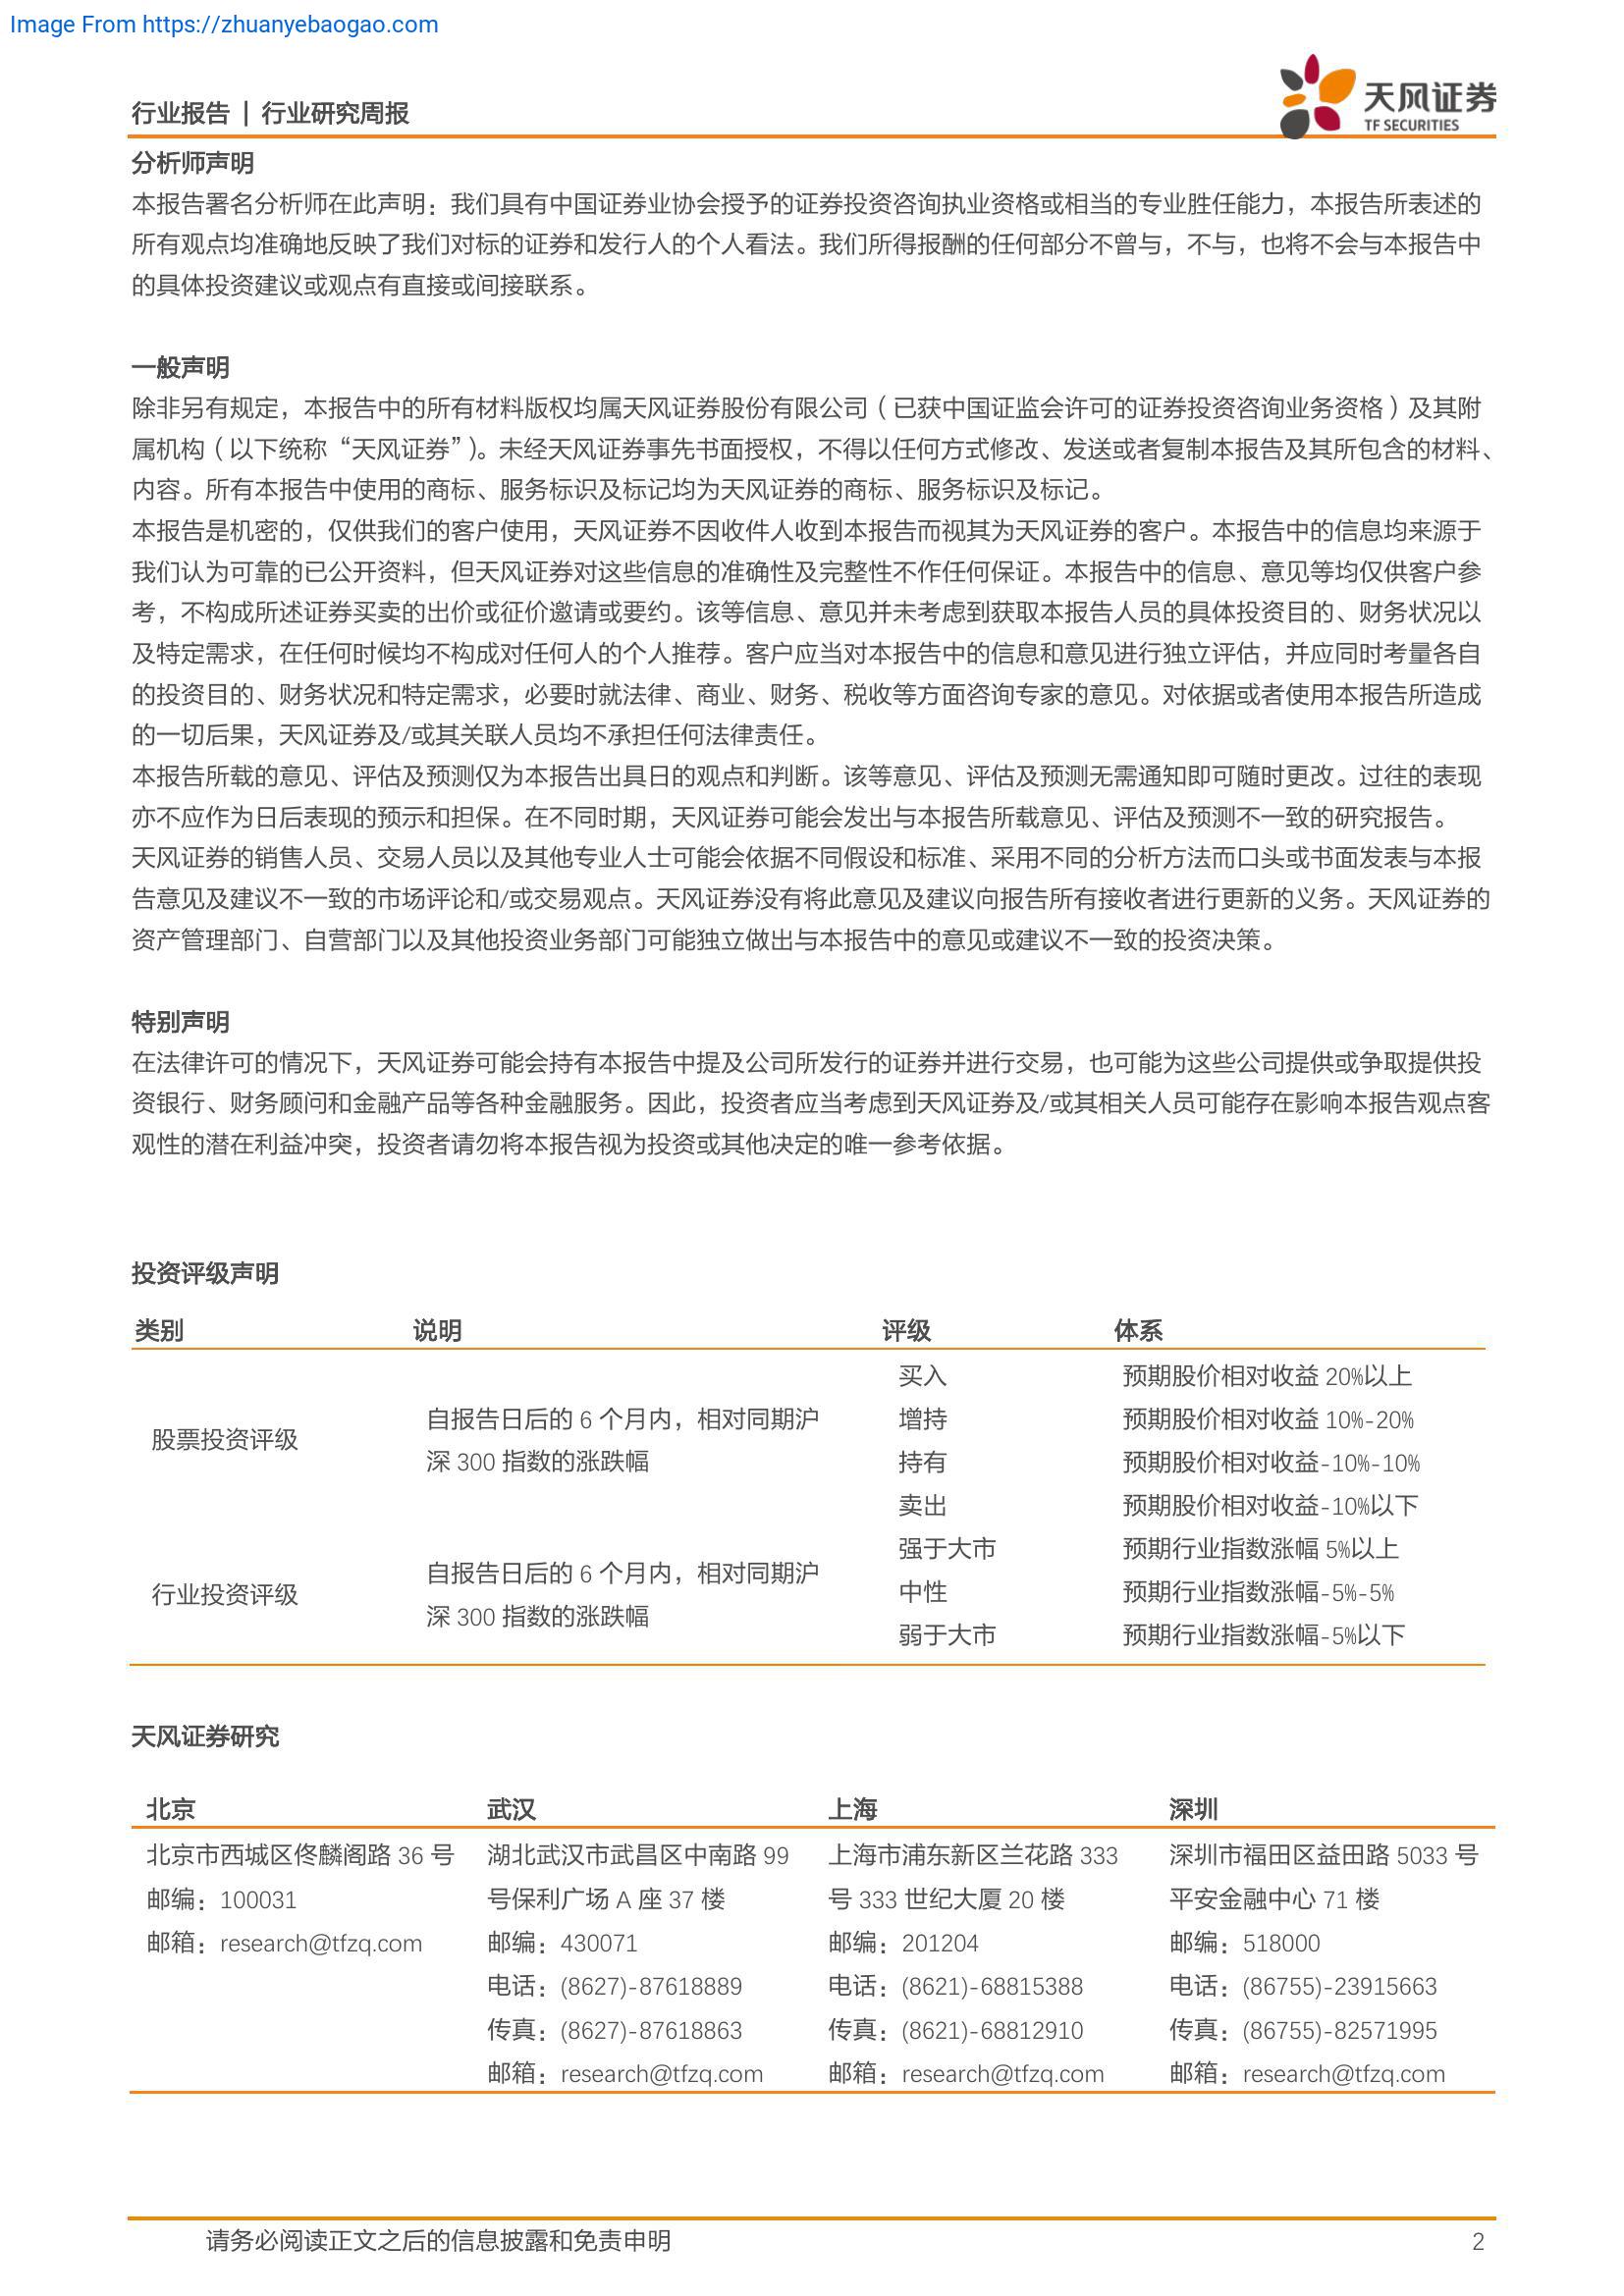 Image From https://zhuanyebaogao.com
行业报告 | 行业研究周报
天风证券
TF SECURITIES
分析师声明
本报告署名分析师在此声明：我们具有中国证券业协会授予的证券投资咨询执业资格或相当的专业胜任能力，本报告所表述的
所有观点均准确地反映了我们对标的证券和发行人的个人看法。我们所得报酬的任何部分不曾与，不与，也将不会与本报告中
的具体投资建议或观点有直接或间接联系。
一般声明
除非另有规定，本报告中的所有材料版权均属天风证券股份有限公司（已获中国证监会许可的证券投资咨询业务资格）及其附
属机构（以下统称“天风证券”）。未经天风证券事先书面授权，不得以任何方式修改、发送或者复制本报告及其所包含的材料、
内容。所有本报告中使用的商标、服务标识及标记均为天风证券的商标、服务标识及标记。
本报告是机密的，仅供我们的客户使用，天风证券不因收件人收到本报告而视其为天风证券的客户。本报告中的信息均来源于
我们认为可靠的已公开资料，但天风证券对这些信息的准确性及完整性不作任何保证。本报告中的信息、意见等均仅供客户参
考，不构成所述证券买卖的出价或征价邀请或要约。该等信息、意见并未考虑到获取本报告人员的具体投资目的、财务状况以
及特定需求，在任何时候均不构成对任何人的个人推荐。客户应当对本报告中的信息和意见进行独立评估，并应同时考量各自
的投资目的、财务状况和特定需求，必要时就法律、商业、财务、税收等方面咨询专家的意见。对依据或者使用本报告所造成
的一切后果，天风证券及/或其关联人员均不承担任何法律责任。
本报告所载的意见、评估及预测仅为本报告出具日的观点和判断。该等意见、评估及预测无需通知即可随时更改。过往的表现
亦不应作为日后表现的预示和担保。在不同时期，天风证券可能会发出与本报告所载意见、评估及预测不一致的研究报告。
天风证券的销售人员、交易人员以及其他专业人士可能会依据不同假设和标准、采用不同的分析方法而口头或书面发表与本报
告意见及建议不一致的市场评论和/或交易观点。天风证券没有将此意见及建议向报告所有接收者进行更新的义务。天风证券的
资产管理部门、自营部门以及其他投资业务部门可能独立做出与本报告中的意见或建议不一致的投资决策。
特别声明
在法律许可的情况下，天风证券可能会持有本报告中提及公司所发行的证券并进行交易，也可能为这些公司提供或争取提供投
资银行、财务顾问和金融产品等各种金融服务。因此，投资者应当考虑到天风证券及/或其相关人员可能存在影响本报告观点客
观性的潜在利益冲突，投资者请勿将本报告视为投资或其他决定的唯一参考依据。
投资评级声明
类别 说明 评级 体系
股票投资评级
自报告日后的 6 个月内，相对同期沪
深 300 指数的涨跌幅
买入 预期股价相对收益 20%以上
增持 预期股价相对收益 10%-20%
持有 预期股价相对收益-10%-10%
卖出 预期股价相对收益-10%以下
行业投资评级
自报告日后的 6 个月内，相对同期沪
深 300 指数的涨跌幅
强于大市 预期行业指数涨幅 5%以上
中性 预期行业指数涨幅-5%-5%
弱于大市 预期行业指数涨幅-5%以下
天风证券研究
北京 武汉 上海 深圳
北京市西城区佟麟阁路 36 号 湖北武汉市武昌区中南路 99 上海市浦东新区兰花路 333 深圳市福田区益田路 5033 号
邮编：100031 号保利广场 A 座 37 楼 号 333 世纪大厦 20 楼 平安金融中心 71 楼
邮箱：research@tfzq.com 邮编：430071 邮编：201204 邮编：518000
电话：(8627)-87618889 电话：(8621)-68815388 电话：(86755)-23915663
传真：(8627)-87618863 传真：(8621)-68812910 传真：(86755)-82571995
邮箱：research@tfzq.com 邮箱：research@tfzq.com 邮箱：research@tfzq.com
请务必阅读正文之后的信息披露和免责申明 2